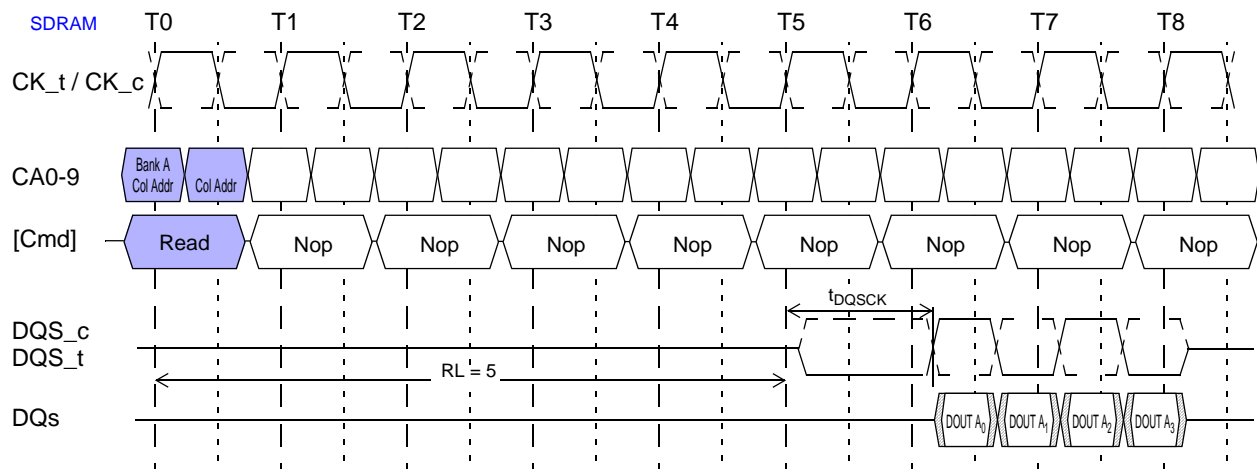 SDRAM T0 T1 T2 T3 T4 T5 T6 T7 T8
CK_t / CK_c
CA0-9
Bank A
Col Addr
Col Addr
[Cmd] Read Nop Nop Nop Nop Nop Nop Nop Nop
tDQSCK
DQS_c
DQS_t
RL = 5
DQs DOUT A0 DOUT A1 DOUT A2 DOUT A3